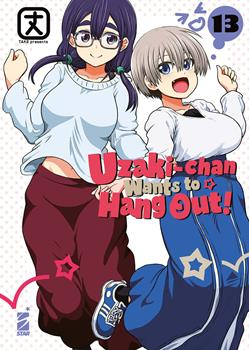 丈
TAKE presents
13
Uzaki-chan
Wants to
Hang Out!
STAR